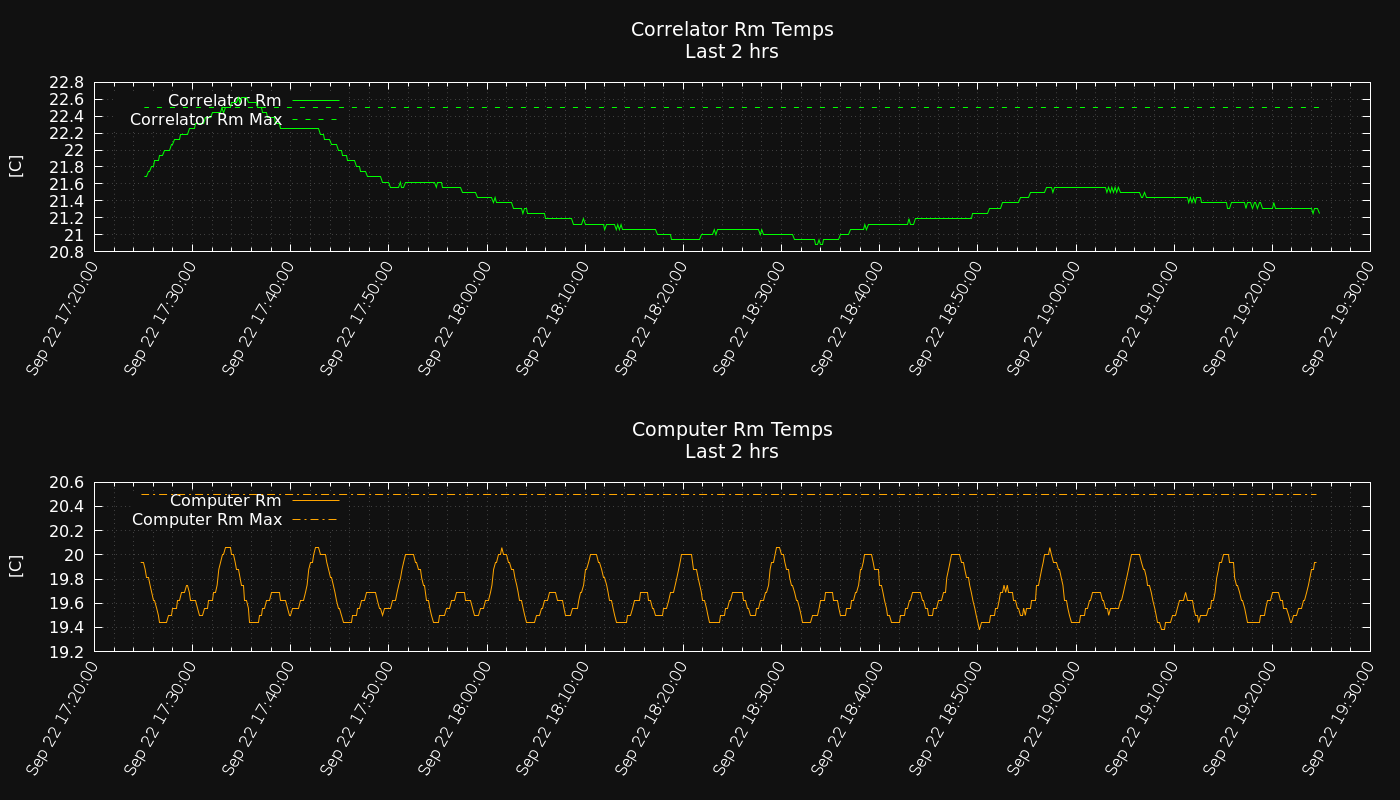 Correlator Rm Temps
Last 2 hrs
22.8
22.6
22.4
22.2
22
21.8
21.6
21.4
21.2
21
20.8
[C]
Correlator Rm
Correlator Rm Max
Sep 22 17:20:00
Sep 22 17:30:00
Sep 22 17:40:00
Sep 22 17:50:00
Sep 22 18:00:00
Sep 22 18:10:00
Sep 22 18:20:00
Sep 22 18:30:00
Sep 22 18:40:00
Sep 22 18:50:00
Sep 22 19:00:00
Sep 22 19:10:00
Sep 22 19:20:00
Sep 22 19:30:00
Computer Rm Temps
Last 2 hrs
20.6
20.4
20.2
20
19.8
19.6
19.4
19.2
[C]
Computer Rm
Computer Rm Max
Sep 22 17:20:00
Sep 22 17:30:00
Sep 22 17:40:00
Sep 22 17:50:00
Sep 22 18:00:00
Sep 22 18:10:00
Sep 22 18:20:00
Sep 22 18:30:00
Sep 22 18:40:00
Sep 22 18:50:00
Sep 22 19:00:00
Sep 22 19:10:00
Sep 22 19:20:00
Sep 22 19:30:00